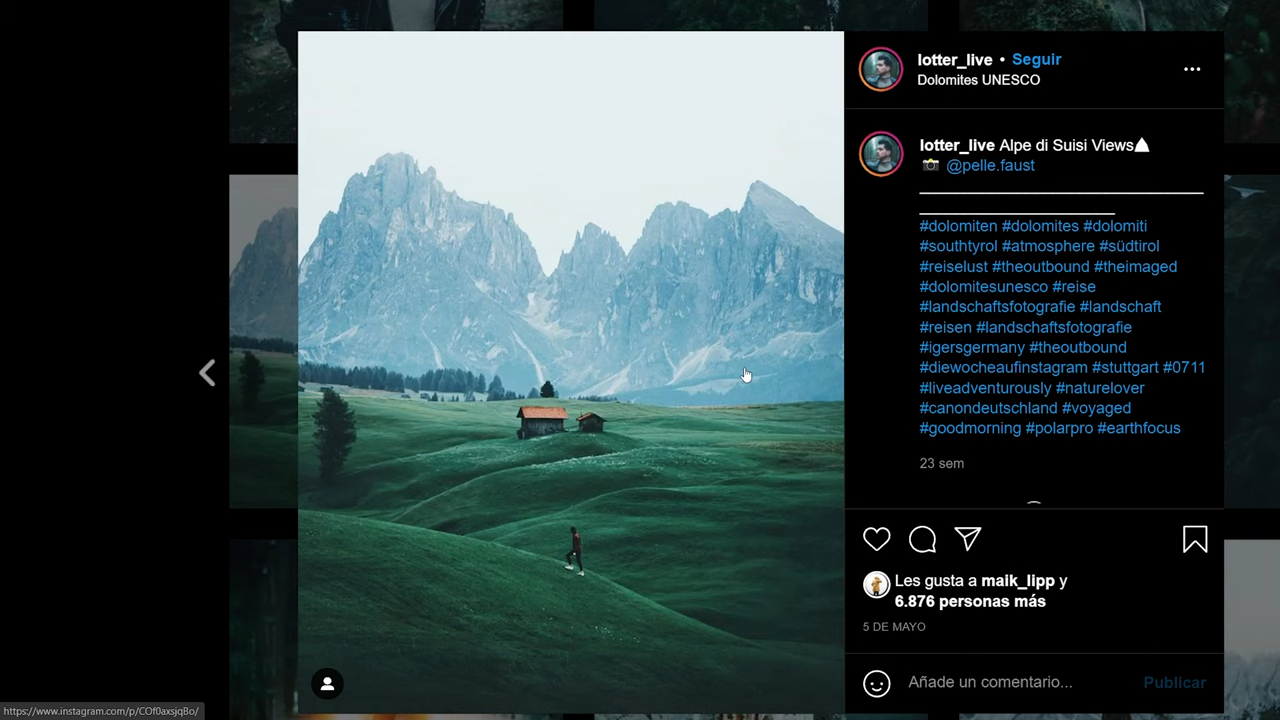 lotter_live • Seguir
Dolomites UNESCO
lotter_live Alpe di Suisi Views
@pelle.faust
#dolomiten #dolomites #dolomiti
#southtyrol #atmosphere #südtirol
#reiselust #theoutbound #theimaged
#dolomitesunesco #reise
#landschaftsfotografie #landschaft
#reisen #landschaftsfotografie
#igersgermany #theoutbound
#diewocheaufinstagram #stuttgart #0711
#liveadventurously #naturelover
#canondeutschland #voyaged
#goodmorning #polarpro #earthfocus
23 sem
Les gusta a maik_lipp y
6.876 personas más
5 DE MAYO
Añade un comentario... Publicar
https://www.instagram.com/p/COf0axsjqBo/